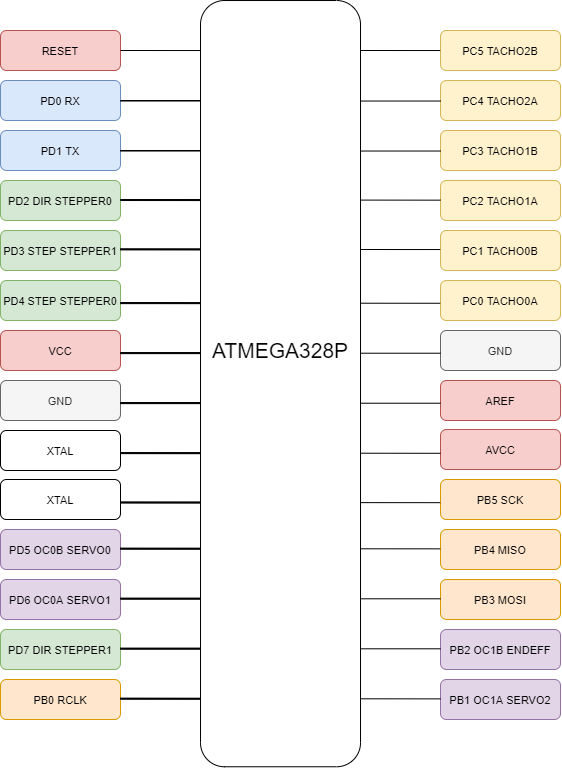 RESET
PD0 RX
PD1 TX
PD2 DIR STEPPER0
PD3 STEP STEPPER1
PD4 STEP STEPPER0
VCC
GND
XTAL
XTAL
PD5 OC0B SERVO0
PD6 OC0A SERVO1
PD7 DIR STEPPER1
PB0 RCLK
ATMEGA328P
PC5 TACHO2B
PC4 TACHO2A
PC3 TACHO1B
PC2 TACHO1A
PC1 TACHO0B
PC0 TACHO0A
GND
AREF
AVCC
PB5 SCK
PB4 MISO
PB3 MOSI
PB2 OC1B ENDEFF
PB1 OC1A SERVO2